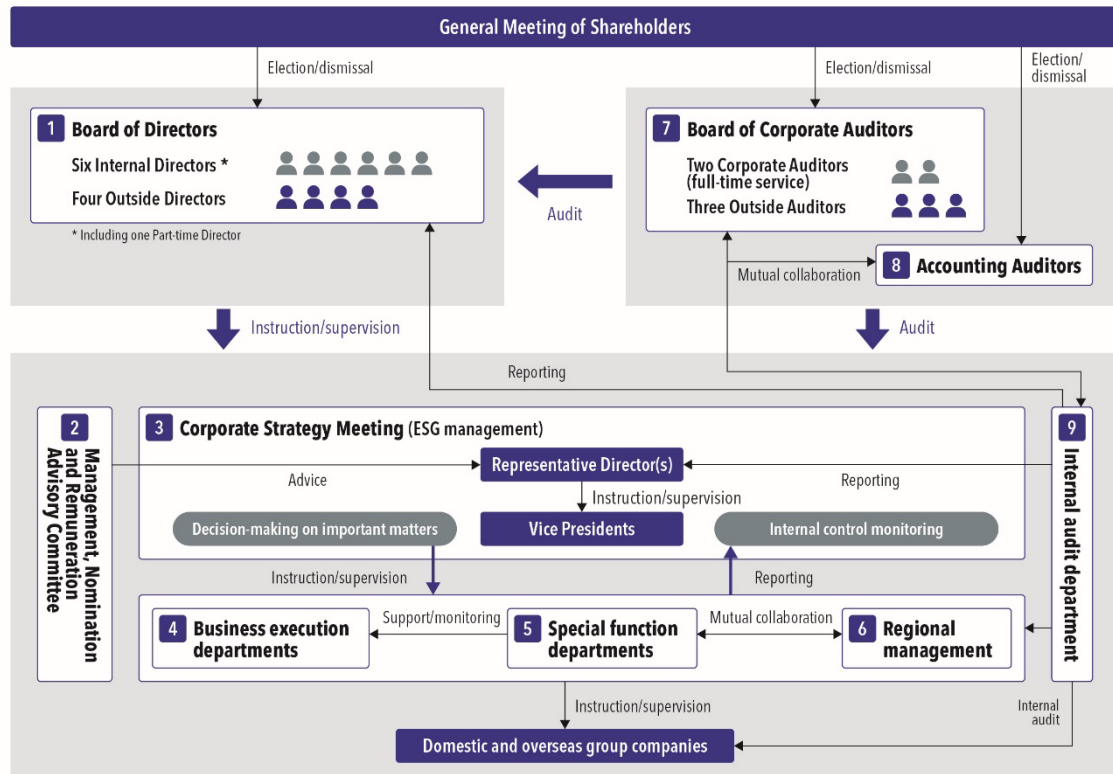 General Meeting of Shareholders
Election/dismissal
Election/dismissal
Election/
dismissal
1 Board of Directors
Six Internal Directors *
Four Outside Directors
* Including one Part-time Director
Audit
7 Board of Corporate Auditors
Two Corporate Auditors
(full-time service)
Three Outside Auditors
Mutual collaboration
8 Accounting Auditors
Instruction/supervision
Audit
Reporting
2 Management, Nomination
and Remuneration
Advisory Committee
3 Corporate Strategy Meeting (ESG management)
Advice
Representative Director(s)
Reporting
Instruction/supervision
Decision-making on important matters
Vice Presidents
Internal control monitoring
Instruction/supervision
Reporting
9 Internal audit department
4 Business execution
departments
Support/monitoring
5 Special function
departments
Mutual collaboration
6 Regional
management
Instruction/supervision
Internal
audit
Domestic and overseas group companies